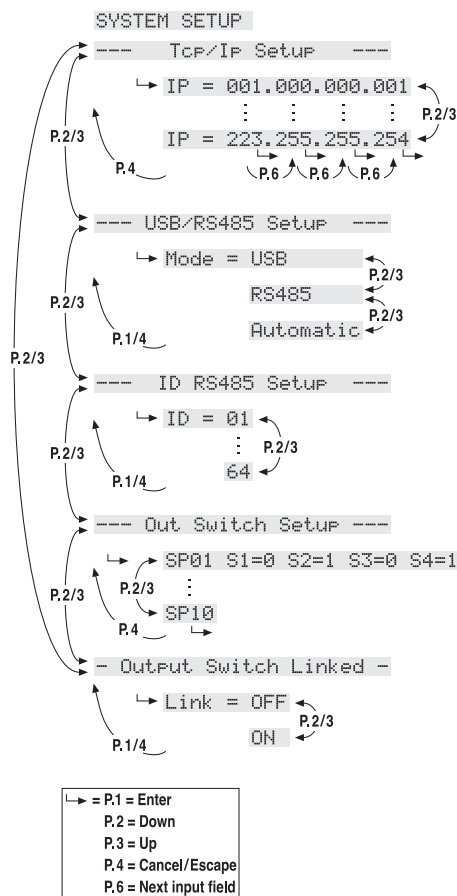 SYSTEM SETUP
--- Tcp/Ip Setup ---
IP = 001.000.000.001
P.2/3
P.2/3
IP = 223.255.255.254
P.4
P.6 P.6 P.6
--- USB/RS485 Setup ---
Mode = USB
P.2/3
P.2/3
RS485
P.2/3
P.1/4
Automatic
P.2/3
--- ID RS485 Setup ---
ID = 01
P.2/3
P.2/3
64
P.1/4
--- Out Switch Setup ---
SP01 S1=0 S2=1 S3=0 S4=1
P.2/3
P.2/3
SP10
P.4
- Output Switch Linked -
Link = OFF
P.2/3
ON
P.1/4
= P.1 = Enter
P.2 = Down
P.3 = Up
P.4 = Cancel/Escape
P.6 = Next input field